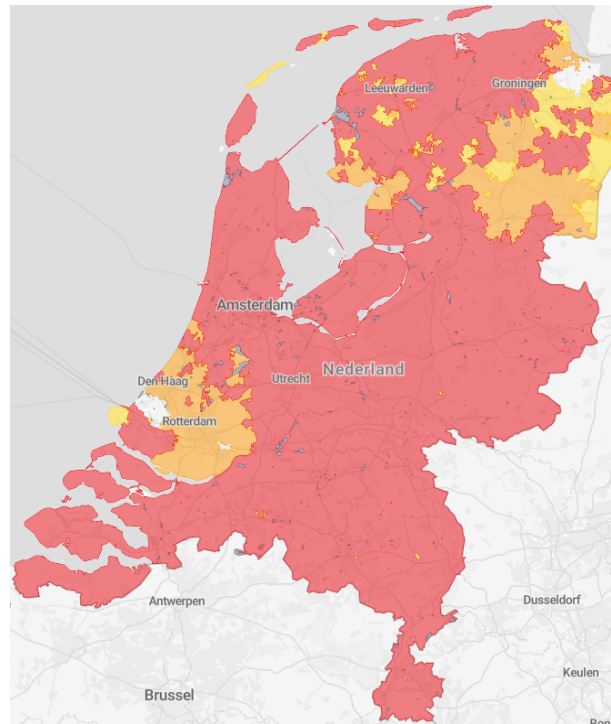 Leeuwarden
Groningen
Amsterdam
Nederland
Utrecht
Den Haag
Rotterdam
Antwerpen
Dusseldorf
Keulen
Brussel